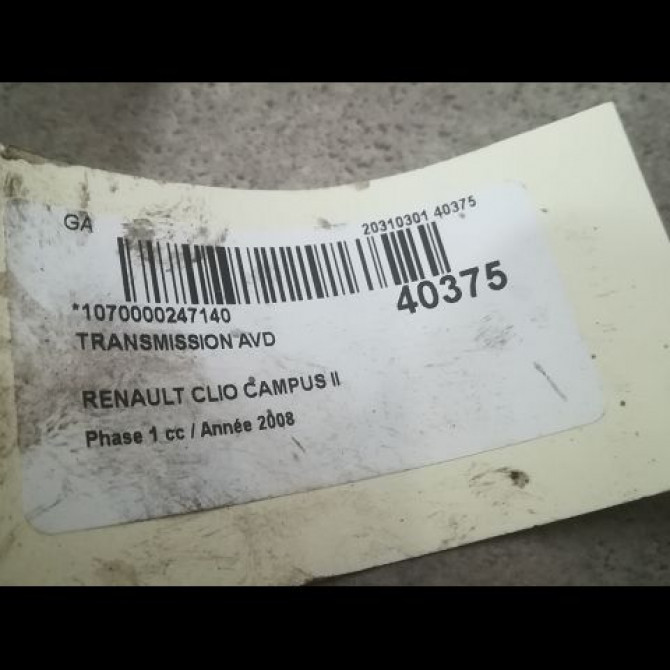 GA 20310301 40375
*1070000247140 40375
TRANSMISSION AVD
RENAULT CLIO CAMPUS II
Phase 1 cc / Année 2008